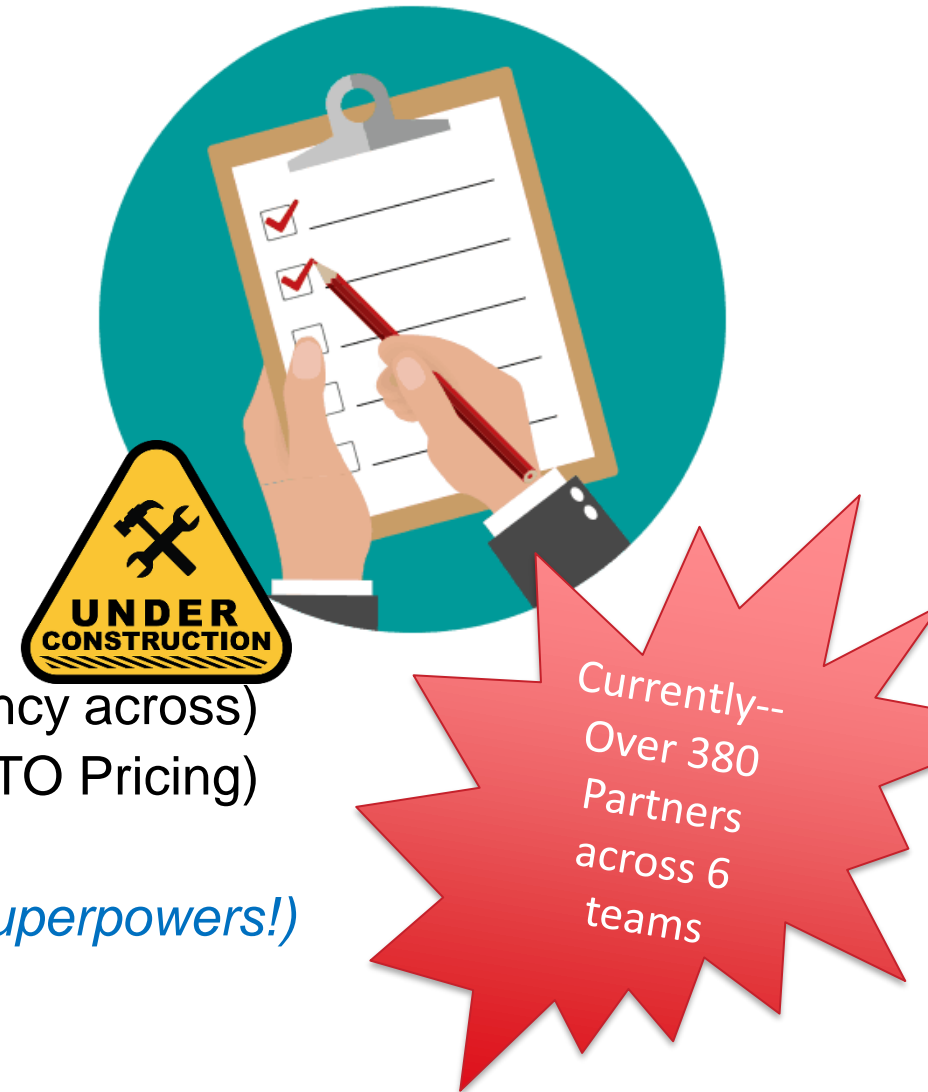 UNDER
CONSTRUCTION
ncy across)
TO Pricing)
uperpowers!)
Currently--
Over 380
Partners
across 6
teams